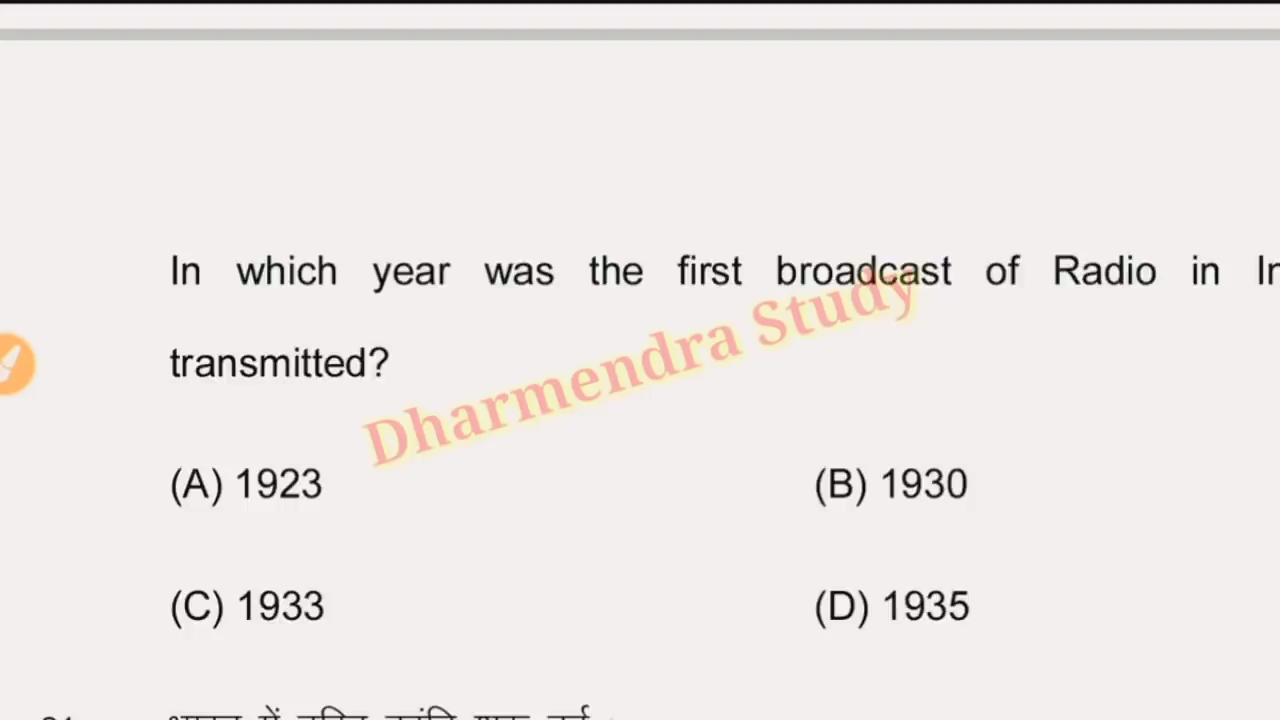 In which year was the first broadcast of Radio in In
transmitted?
Dharmendra Study
(A) 1923
(B) 1930
(C) 1933
(D) 1935